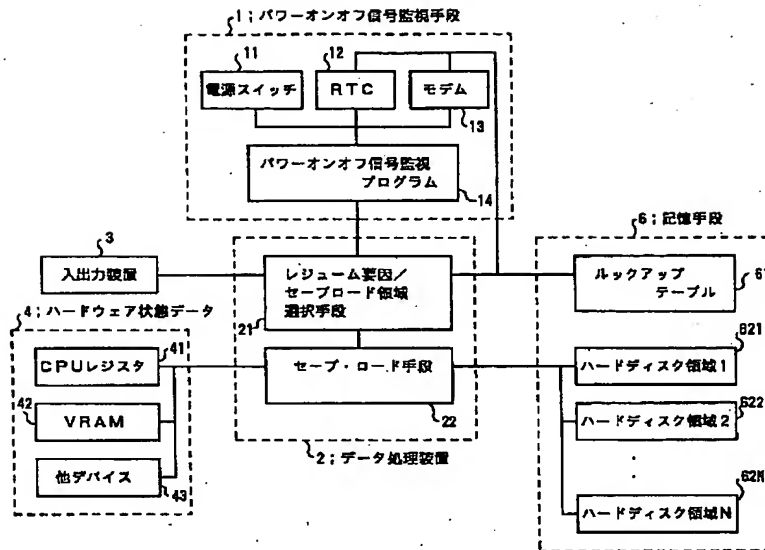 1；パワーオンオフ信号監視手段
11
12
電源スイッチ
RTC
モデム
13
パワーオンオフ信号監視
プログラム
14
6；記憶手段
3
入出力装置
レジューム要因／
セーブロード領域
選択手段
21
ルックアップ
テーブル
61
4；ハードウェア状態データ
41
CPUレジスタ
セーブ・ロード手段
22
621
ハードディスク領域1
42
VRAM
622
ハードディスク領域2
2；データ処理装置
他デバイス
43
62N
ハードディスク領域N